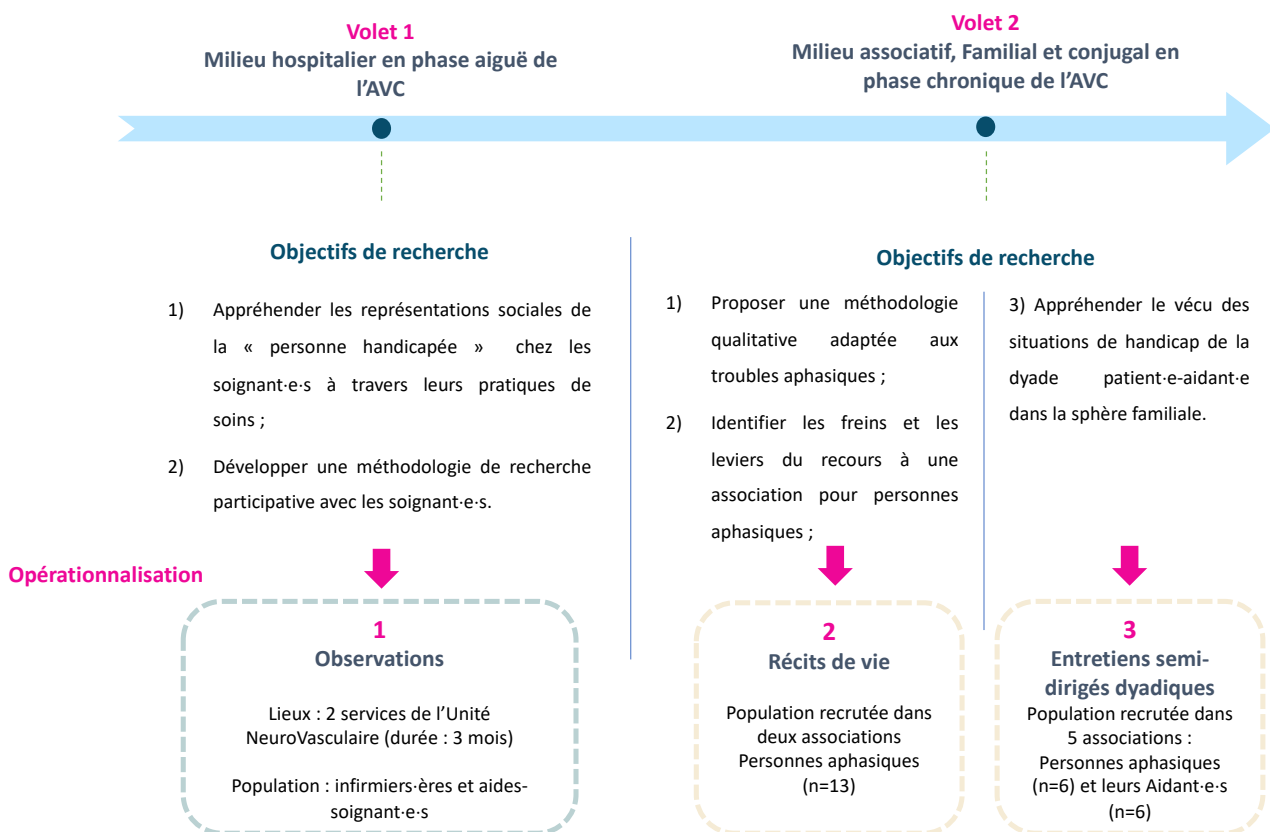 Volet 1
Milieu hospitalier en phase aiguë de
l’AVC
Volet 2
Milieu associatif, Familial et conjugal en
phase chronique de l’AVC
Objectifs de recherche
1) Appréhender les représentations sociales de
la « personne handicapée » chez les
soignant·e·s à travers leurs pratiques de
soins ;
2) Développer une méthodologie de recherche
participative avec les soignant·e·s.
Objectifs de recherche
1) Proposer une méthodologie
qualitative adaptée aux
troubles aphasiques ;
2) Identifier les freins et les
leviers du recours à une
association pour personnes
aphasiques ;
3) Appréhender le vécu des
situations de handicap de la
dyade patient·e-aidant·e
dans la sphère familiale.
Opérationnalisation
1
Observations
Lieux : 2 services de l’Unité
NeuroVasculaire (durée : 3 mois)
Population : infirmiers·ères et aides-
soignant·e·s
2
Récits de vie
Population recrutée dans
deux associations
Personnes aphasiques
(n=13)
3
Entretiens semi-
dirigés dyadiques
Population recrutée dans
5 associations :
Personnes aphasiques
(n=6) et leurs Aidant·e·s
(n=6)